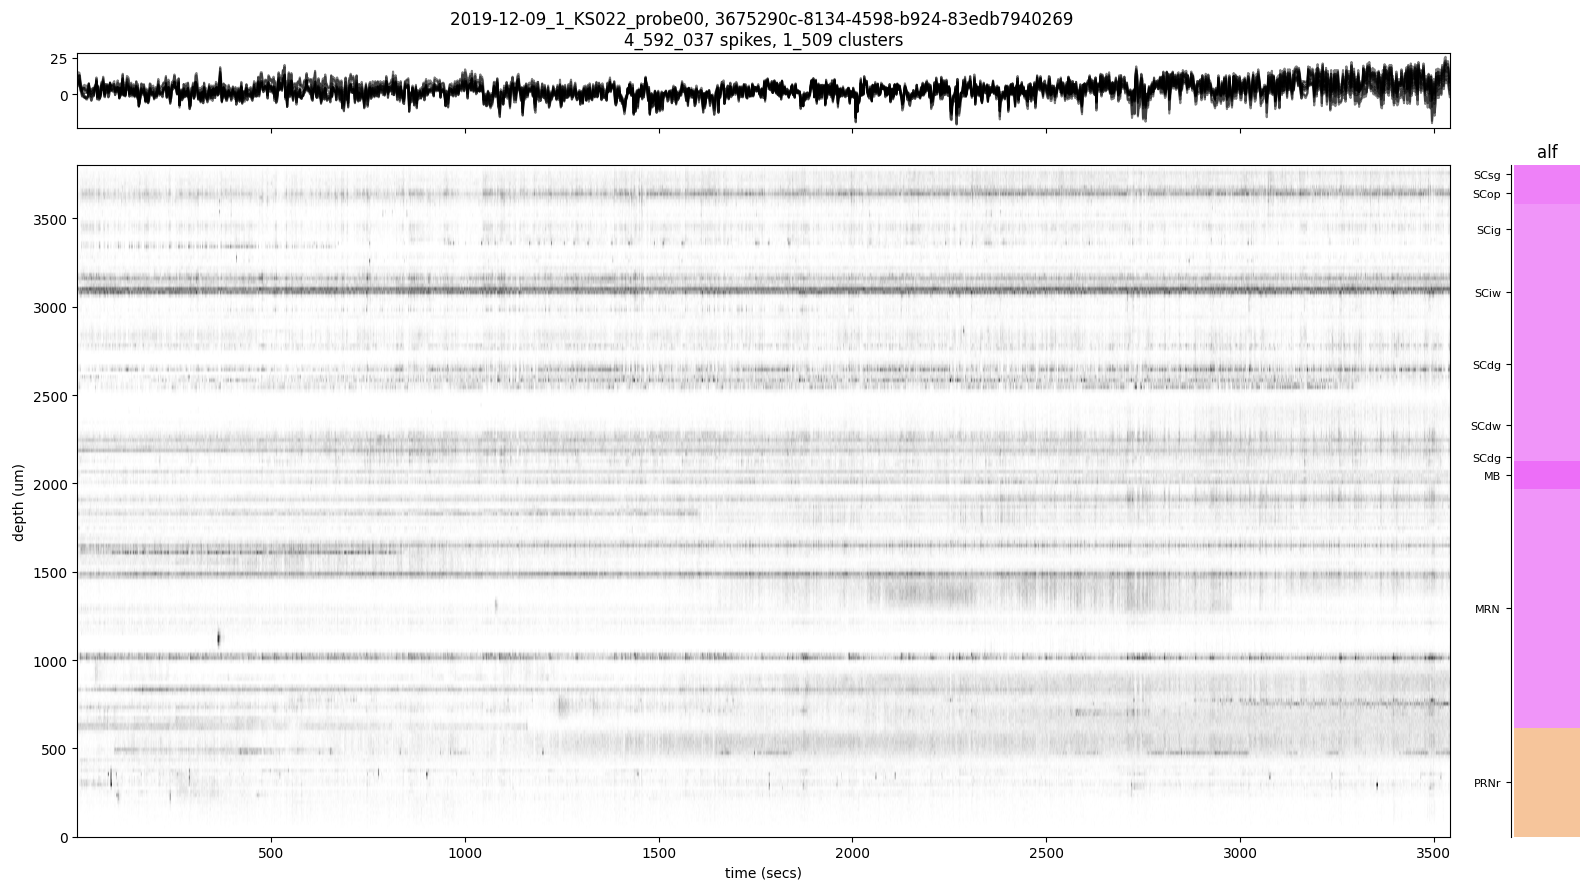 2019-12-09_1_KS022_probe00, 3675290c-8134-4598-b924-83edb7940269
4_592_037 spikes, 1_509 clusters
25
0
alf
SCsg
SCop
SCig
SCiw
SCdg
SCdw
SCdg
MB
MRN
PRNr
3500
3000
2500
2000
1500
1000
500
0
depth (um)
500
1000
1500
2000
2500
3000
3500
time (secs)